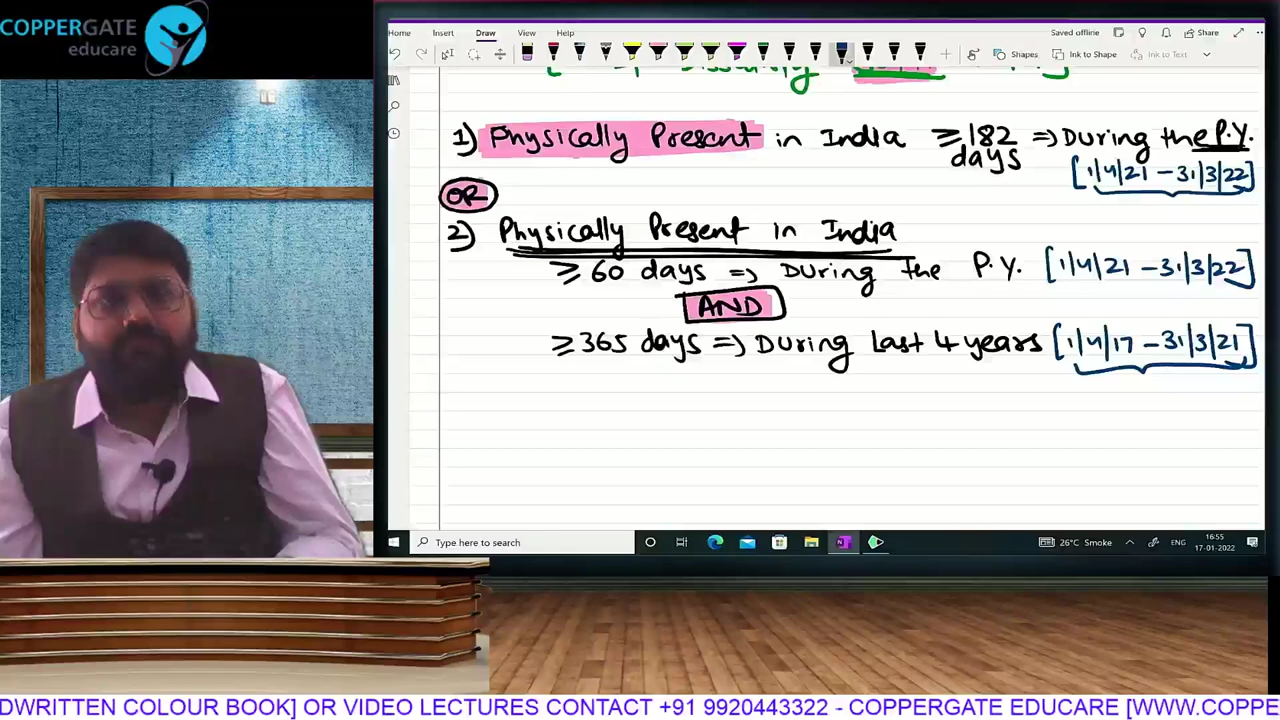 COPPERGATE
educare
Home Insert Draw View Help
Saved offline
Share
Shapes
Ink to Shape
Ink to Text
1) Physically Present in India ≥182 days => During the P.Y.
[1/4/21 - 31/3/22]
OR
2) Physically Present in India
≥60 days => During the P.Y. [1/4/21 - 31/3/22]
AND
≥365 days => During last 4 years [1/4/17 - 31/3/21]
Type here to search
26°C Smoke
ENG
16:55
17-01-2022
DWRITTEN COLOUR BOOK] OR VIDEO LECTURES CONTACT +91 9920443322 - COPPERGATE EDUCARE [WWW.COPPE